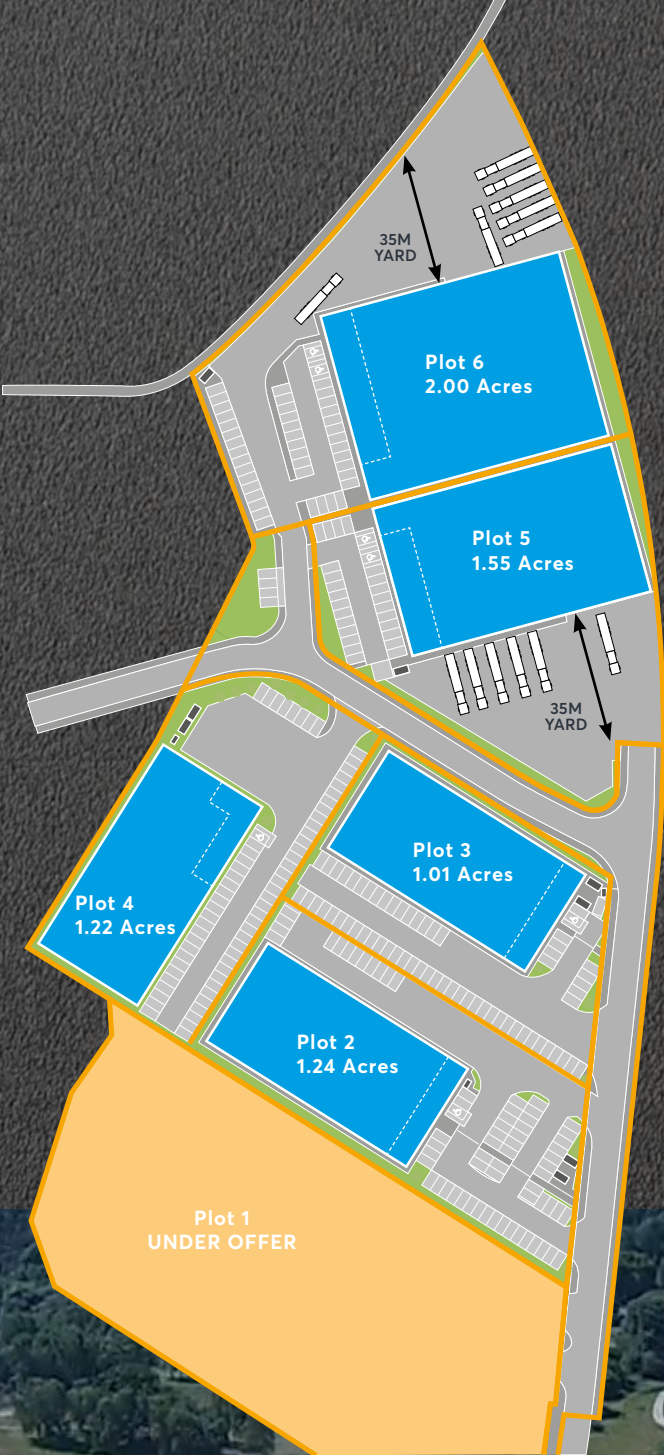 35M
YARD
Plot 6
2.00 Acres
Plot 5
1.55 Acres
35M
YARD
Plot 3
1.01 Acres
Plot 4
1.22 Acres
Plot 2
1.24 Acres
Plot 1
UNDER OFFER